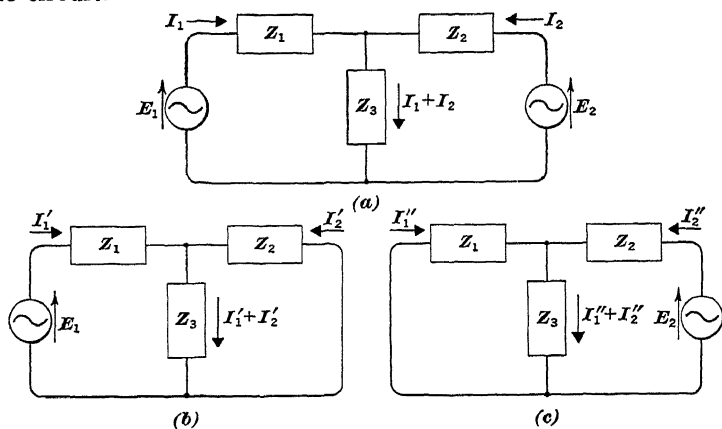 I₁ Z₁ Z₂ I₂
E₁ Z₃ I₁+I₂ E₂
(a)
I₁′ Z₁ Z₂ I₂′
E₁ Z₃ I₁′+I₂′
(b)
I₁″ Z₁ Z₂ I₂″
Z₃ I₁″+I₂″ E₂
(c)